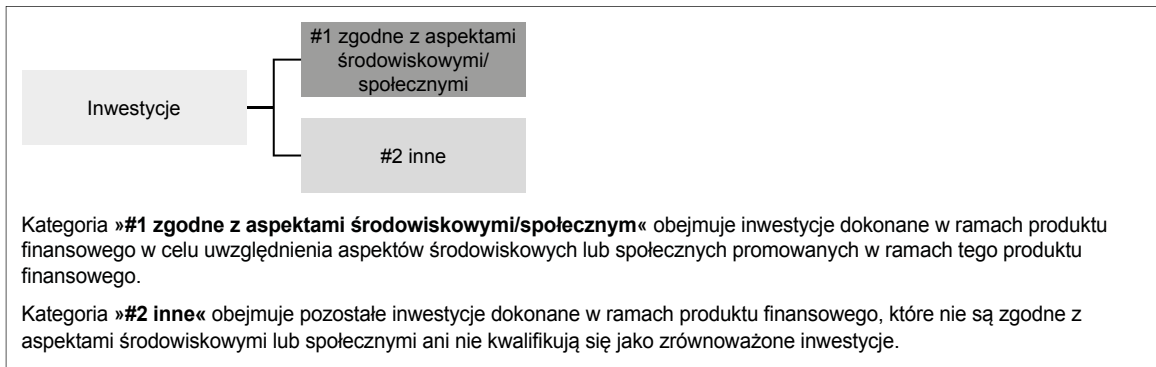 #1 zgodne z aspektami
środowiskowymi/
społecznymi
Inwestycje
#2 inne
Kategoria »#1 zgodne z aspektami środowiskowymi/społecznym« obejmuje inwestycje dokonane w ramach produktu
finansowego w celu uwzględnienia aspektów środowiskowych lub społecznych promowanych w ramach tego produktu
finansowego.
Kategoria »#2 inne« obejmuje pozostałe inwestycje dokonane w ramach produktu finansowego, które nie są zgodne z
aspektami środowiskowymi lub społecznymi ani nie kwalifikują się jako zrównoważone inwestycje.